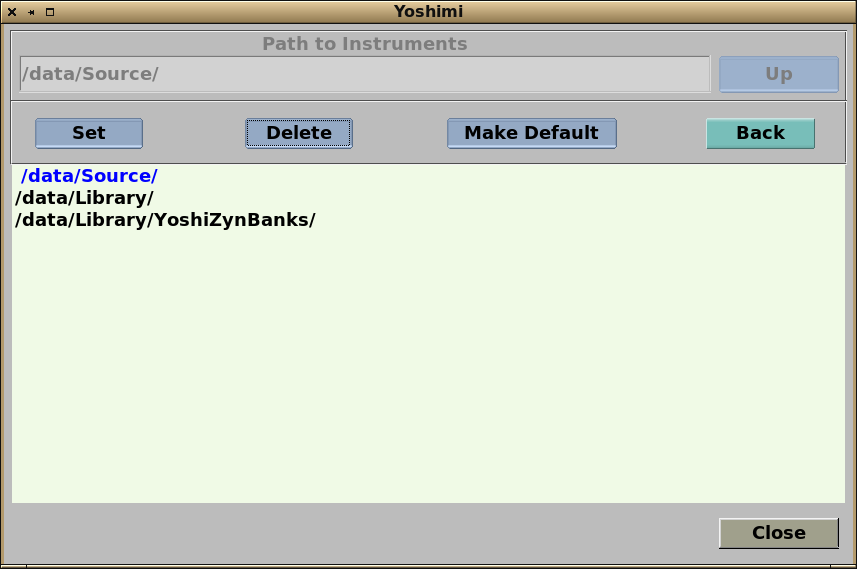 Yoshimi
Path to Instruments
/data/Source/
Up
Set
Delete
Make Default
Back
/data/Source/
/data/Library/
/data/Library/YoshiZynBanks/
Close